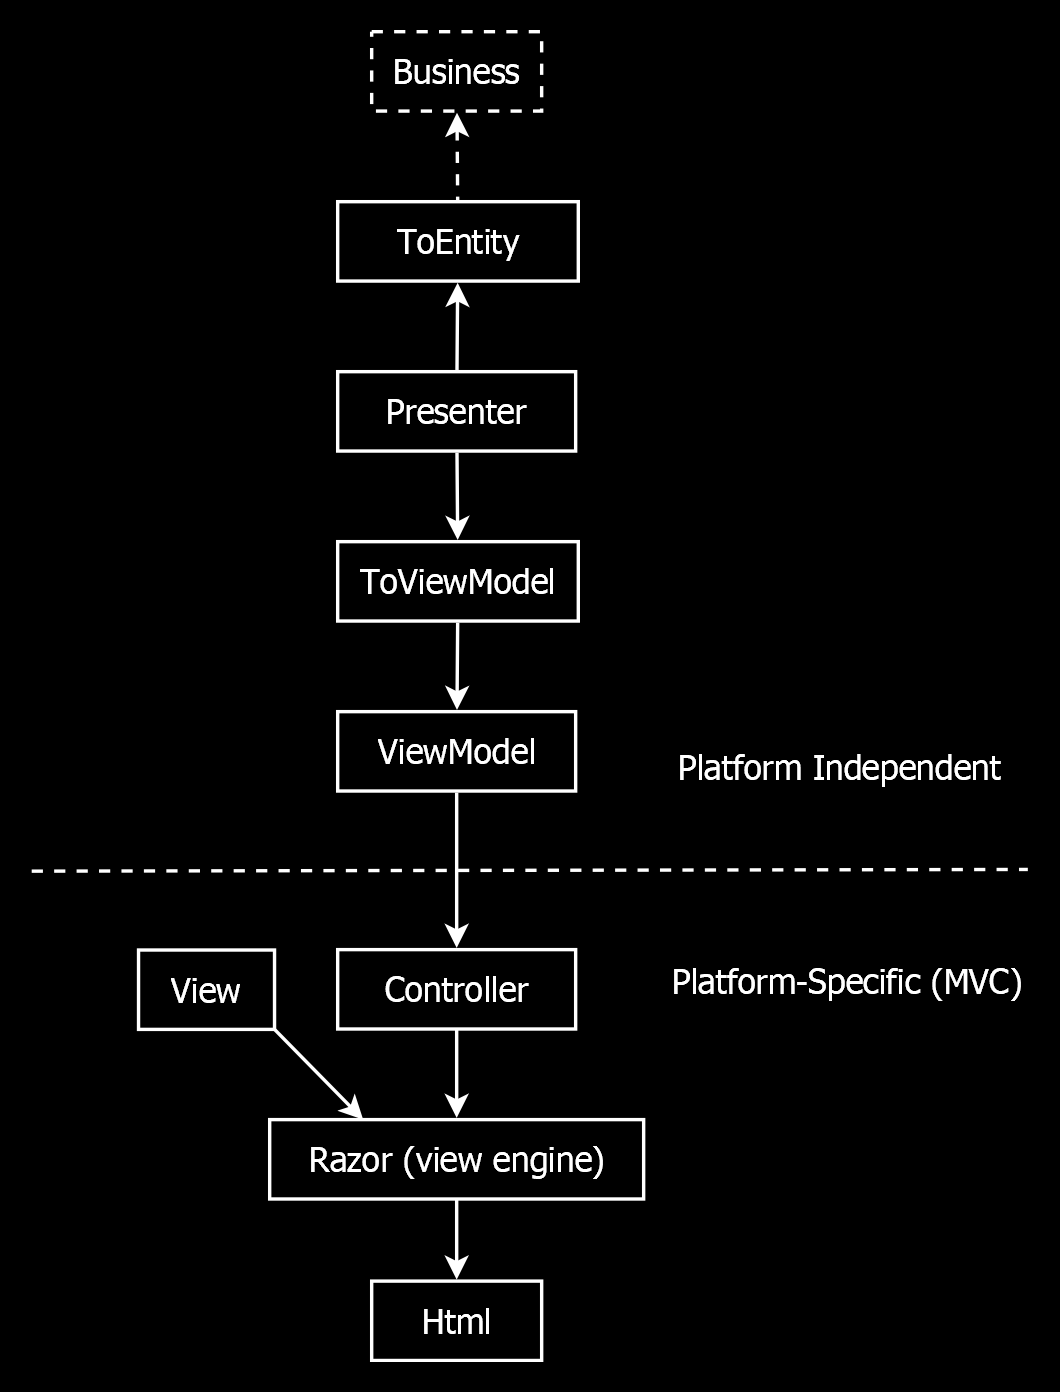 Business
ToEntity
Presenter
ToViewModel
ViewModel
Platform Independent
View
Controller
Platform-Specific (MVC)
Razor (view engine)
Html